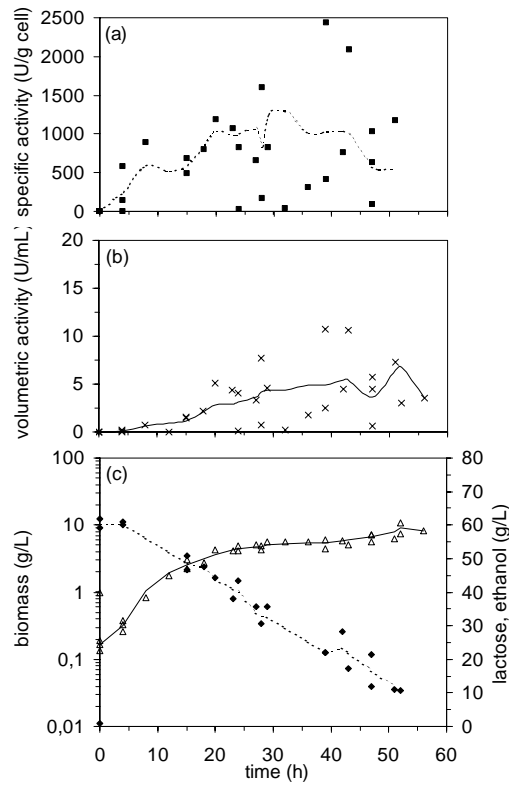 (a)
2500
2000
1500
1000
500
0
specific activity (U/g cell)
(b)
20
15
10
5
0
volumetric activity (U/mL)
(c)
100
10
1
0,1
0,01
biomass (g/L)
80
70
60
50
40
30
20
10
0
lactose, ethanol (g/L)
0 10 20 30 40 50 60
time (h)